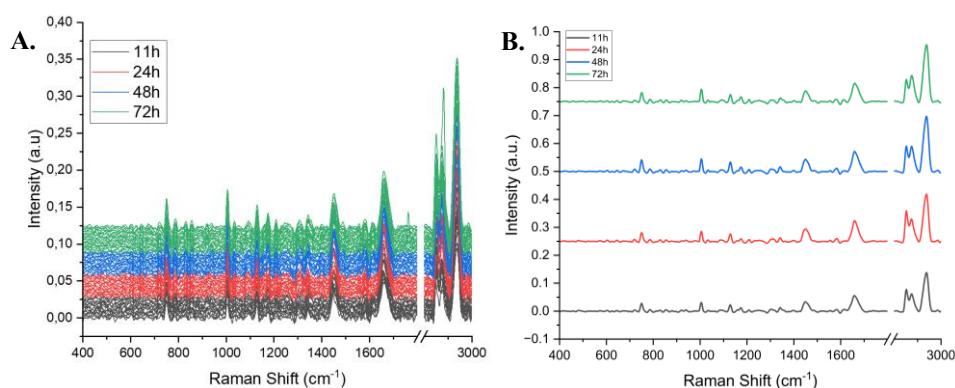 A.
0,40
0,35
0,30
0,25
0,20
0,15
0,10
0,05
0,00
Intensity (a.u)
11h
24h
48h
72h
400
600
800
1000
1200
1400
1600
3000
Raman Shift (cm⁻¹)
B.
1.0
0.9
0.8
0.7
0.6
0.5
0.4
0.3
0.2
0.1
0.0
−0.1
Intensity (a.u.)
11h
24h
48h
72h
400
600
800
1000
1200
1400
1600
3000
Raman Shift (cm⁻¹)